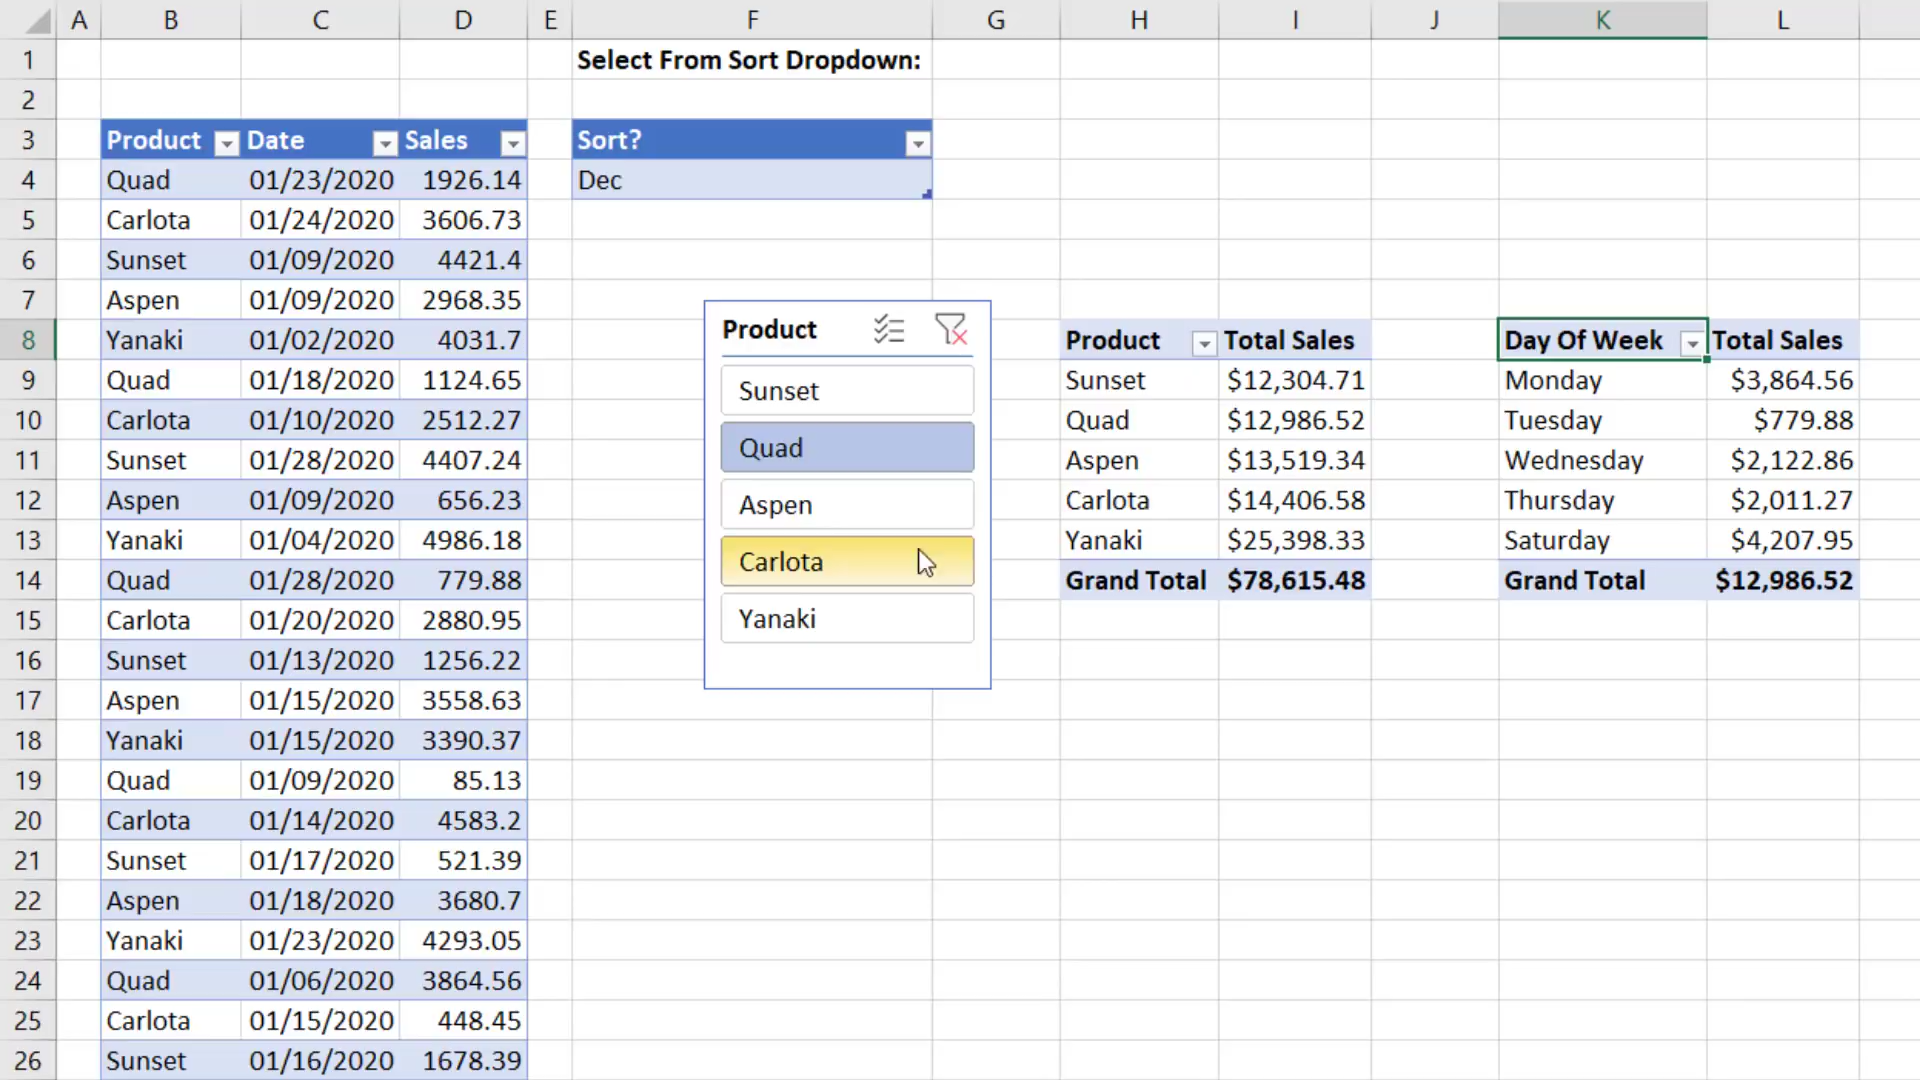 A B C D E F G H I J K L
1 Select From Sort Dropdown:
2
3 Product Date Sales Sort?
4 Quad 01/23/2020 1926.14 Dec
5 Carlota 01/24/2020 3606.73
6 Sunset 01/09/2020 4421.4
7 Aspen 01/09/2020 2968.35
8 Yanaki 01/02/2020 4031.7 Product Total Sales Day Of Week Total Sales
9 Quad 01/18/2020 1124.65 Sunset $12,304.71 Monday $3,864.56
10 Carlota 01/10/2020 2512.27 Quad $12,986.52 Tuesday $779.88
11 Sunset 01/28/2020 4407.24 Aspen $13,519.34 Wednesday $2,122.86
12 Aspen 01/09/2020 656.23 Carlota $14,406.58 Thursday $2,011.27
13 Yanaki 01/04/2020 4986.18 Yanaki $25,398.33 Saturday $4,207.95
14 Quad 01/28/2020 779.88 Grand Total $78,615.48 Grand Total $12,986.52
15 Carlota 01/20/2020 2880.95
16 Sunset 01/13/2020 1256.22
17 Aspen 01/15/2020 3558.63
18 Yanaki 01/15/2020 3390.37
19 Quad 01/09/2020 85.13
20 Carlota 01/14/2020 4583.2
21 Sunset 01/17/2020 521.39
22 Aspen 01/18/2020 3680.7
23 Yanaki 01/23/2020 4293.05
24 Quad 01/06/2020 3864.56
25 Carlota 01/15/2020 448.45
26 Sunset 01/16/2020 1678.39
Product
Sunset
Quad
Aspen
Carlota
Yanaki